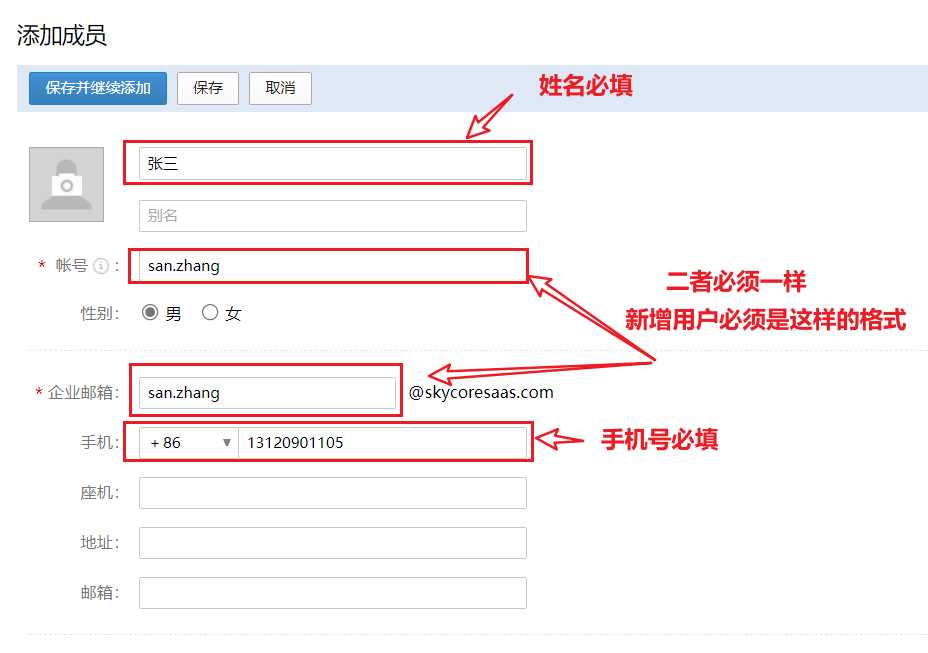 添加成员
保存并继续添加 保存 取消
姓名必填
张三
别名
* 帐号 i : san.zhang
二者必须一样
性别: 男 女
新增用户必须是这样的格式
* 企业邮箱: san.zhang @skycoresaas.com
手机: +86 13120901105
手机号必填
座机:
地址:
邮箱: